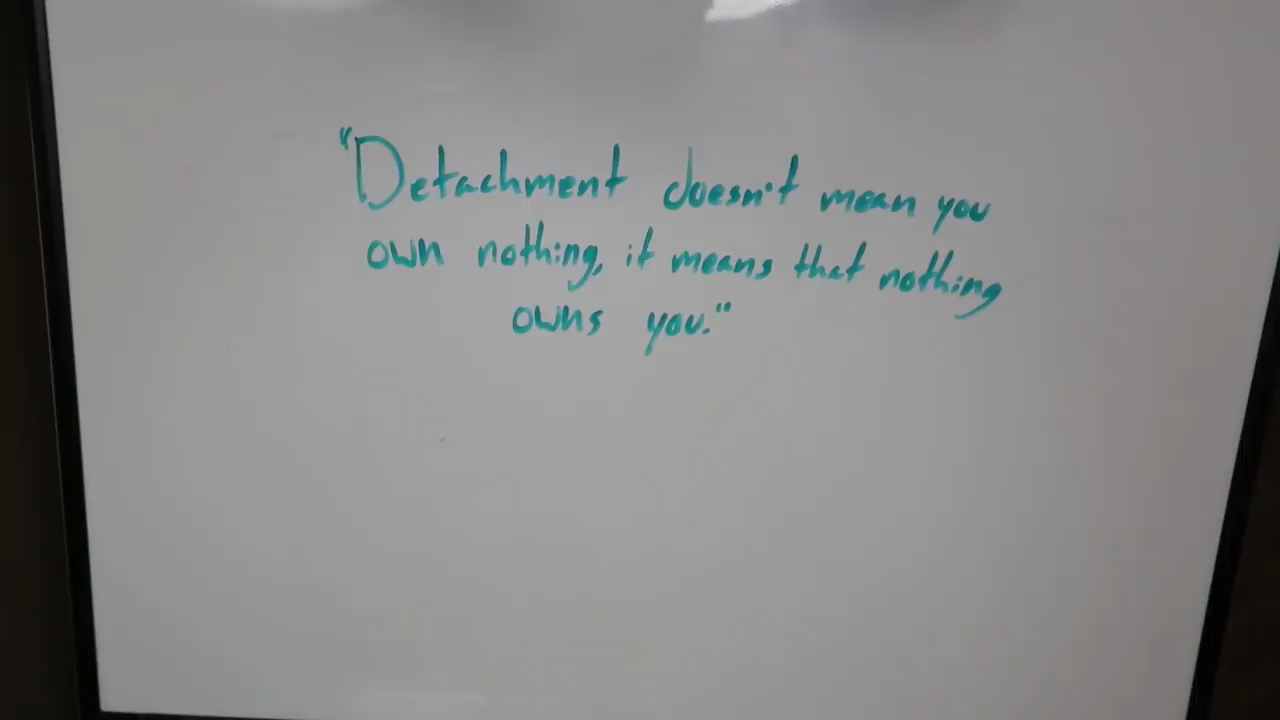 "Detachment doesn't mean you
own nothing, it means that nothing
owns you."